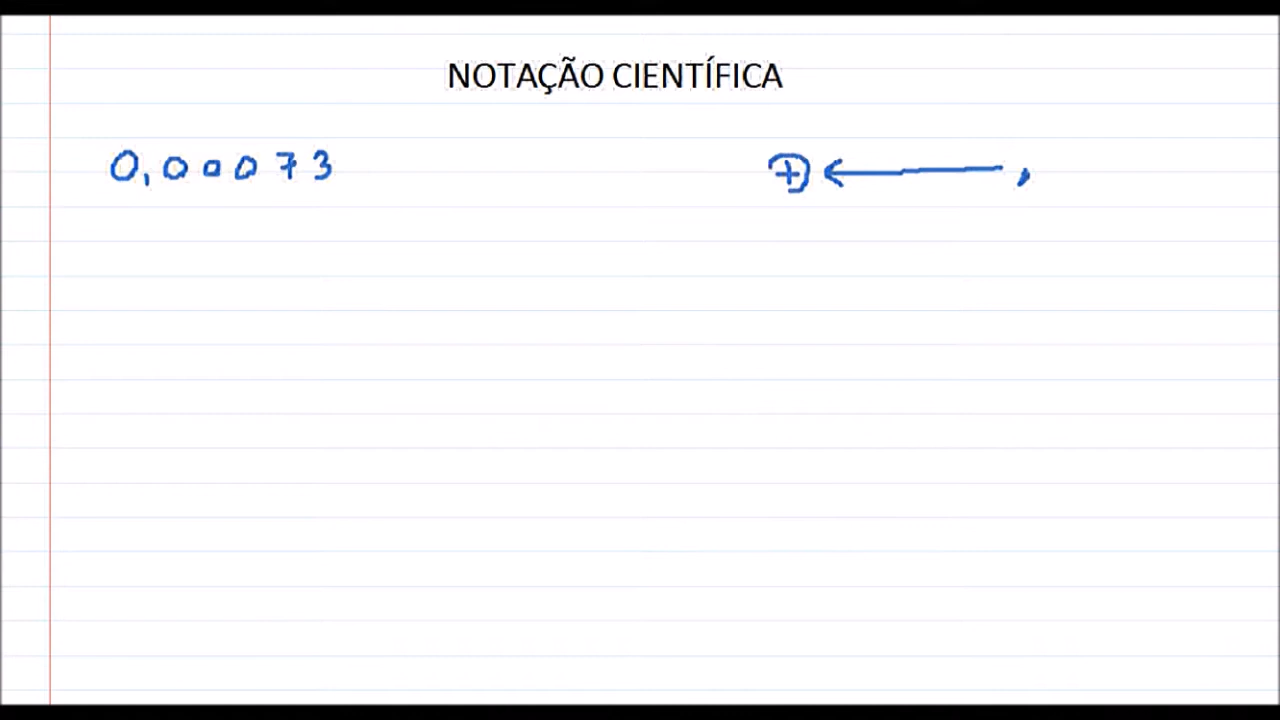 NOTAÇÃO CIENTÍFICA
0,00073 + ← ,